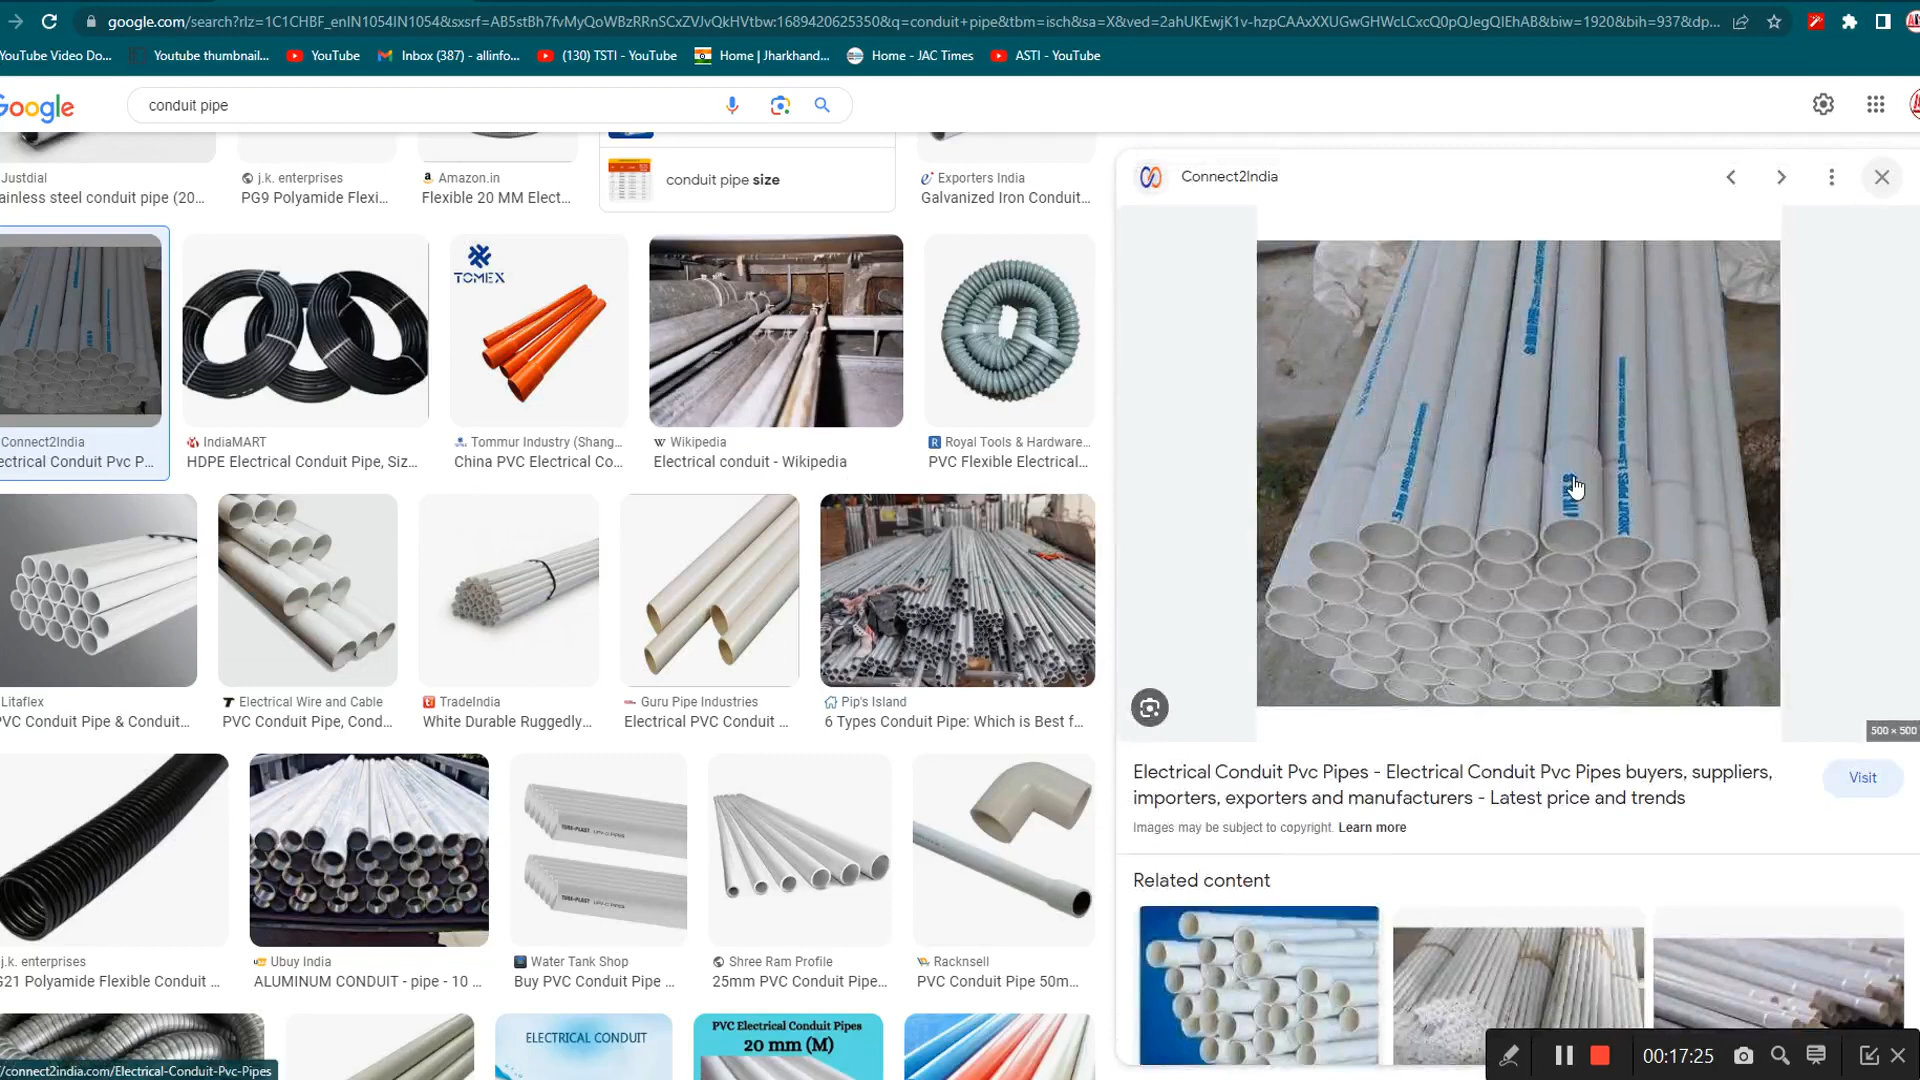 google.com/search?rlz=1C1CHBF_enIN1054IN1054&sxsrf=AB5stBh7fvMyQoWBzRRnSCxZVJvQkHVtbw:1689420625350&q=conduit+pipe&tbm=isch&sa=X&ved=2ahUKEwjK1v-hzpCAAxXXUGwGHWcLCxcQ0pQJegQIEhAB&biw=1920&bih=937&dp...
YouTube Video Do...
Youtube thumbnail...
YouTube
Inbox (387) - allinfo...
(130) TSTI - YouTube
Home | Jharkhand...
Home - JAC Times
ASTI - YouTube
Google
conduit pipe
Justdial
ainless steel conduit pipe (20...
j.k. enterprises
PG9 Polyamide Flexi...
Amazon.in
Flexible 20 MM Elect...
conduit pipe size
Exporters India
Galvanized Iron Conduit...
Connect2India
TOMEX
Connect2India
ectrical Conduit Pvc P...
IndiaMART
HDPE Electrical Conduit Pipe, Siz...
Tommur Industry (Shang...
China PVC Electrical Co...
Wikipedia
Electrical conduit - Wikipedia
Royal Tools & Hardware...
PVC Flexible Electrical...
Litaflex
PVC Conduit Pipe & Conduit...
Electrical Wire and Cable
PVC Conduit Pipe, Cond...
TradeIndia
White Durable Ruggedly...
Guru Pipe Industries
Electrical PVC Conduit ...
Pip's Island
6 Types Conduit Pipe: Which is Best f...
500 × 500
Electrical Conduit Pvc Pipes - Electrical Conduit Pvc Pipes buyers, suppliers,
importers, exporters and manufacturers - Latest price and trends
Visit
Images may be subject to copyright. Learn more
Related content
j.k. enterprises
G21 Polyamide Flexible Conduit ...
Ubuy India
ALUMINUM CONDUIT - pipe - 10 ...
Water Tank Shop
Buy PVC Conduit Pipe ...
Shree Ram Profile
25mm PVC Conduit Pipe...
Racknsell
PVC Conduit Pipe 50m...
ELECTRICAL CONDUIT
PVC Electrical Conduit Pipes
20 mm (M)
/connect2india.com/Electrical-Conduit-Pvc-Pipes
00:17:25